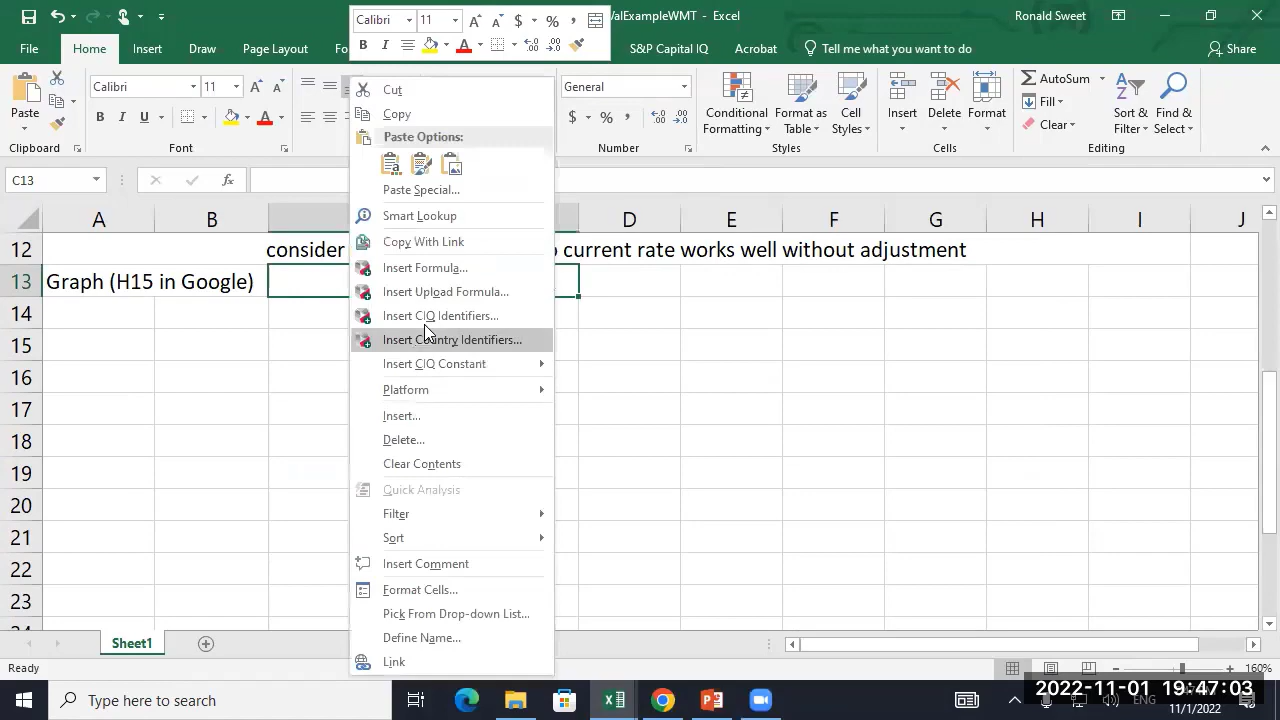 Calibri 11 $ % ,
ValExampleWMT - Excel
Ronald Sweet
B I A
File Home Insert Draw Page Layout F S&P Capital IQ Acrobat Tell me what you want to do Share
Paste
Clipboard
Calibri 11
B I U A
Font
General
$ % ,
Number
Conditional Formatting
Format as Table
Cell Styles
Styles
Insert Delete Format
Cells
AutoSum
Fill
Clear
Sort & Filter
Find & Select
Editing
C13
fx
A B D E F G H I J
12 consider o current rate works well without adjustment
13 Graph (H15 in Google)
14
15
16
17
18
19
20
21
22
23
Cut
Copy
Paste Options:
Paste Special...
Smart Lookup
Copy With Link
Insert Formula...
Insert Upload Formula...
Insert CIQ Identifiers...
Insert Country Identifiers...
Insert CIQ Constant
Platform
Insert...
Delete...
Clear Contents
Quick Analysis
Filter
Sort
Insert Comment
Format Cells...
Pick From Drop-down List...
Define Name...
Link
Sheet1
Ready
160%
Type here to search
ENG
2022-11-01 19:47:03
11/1/2022